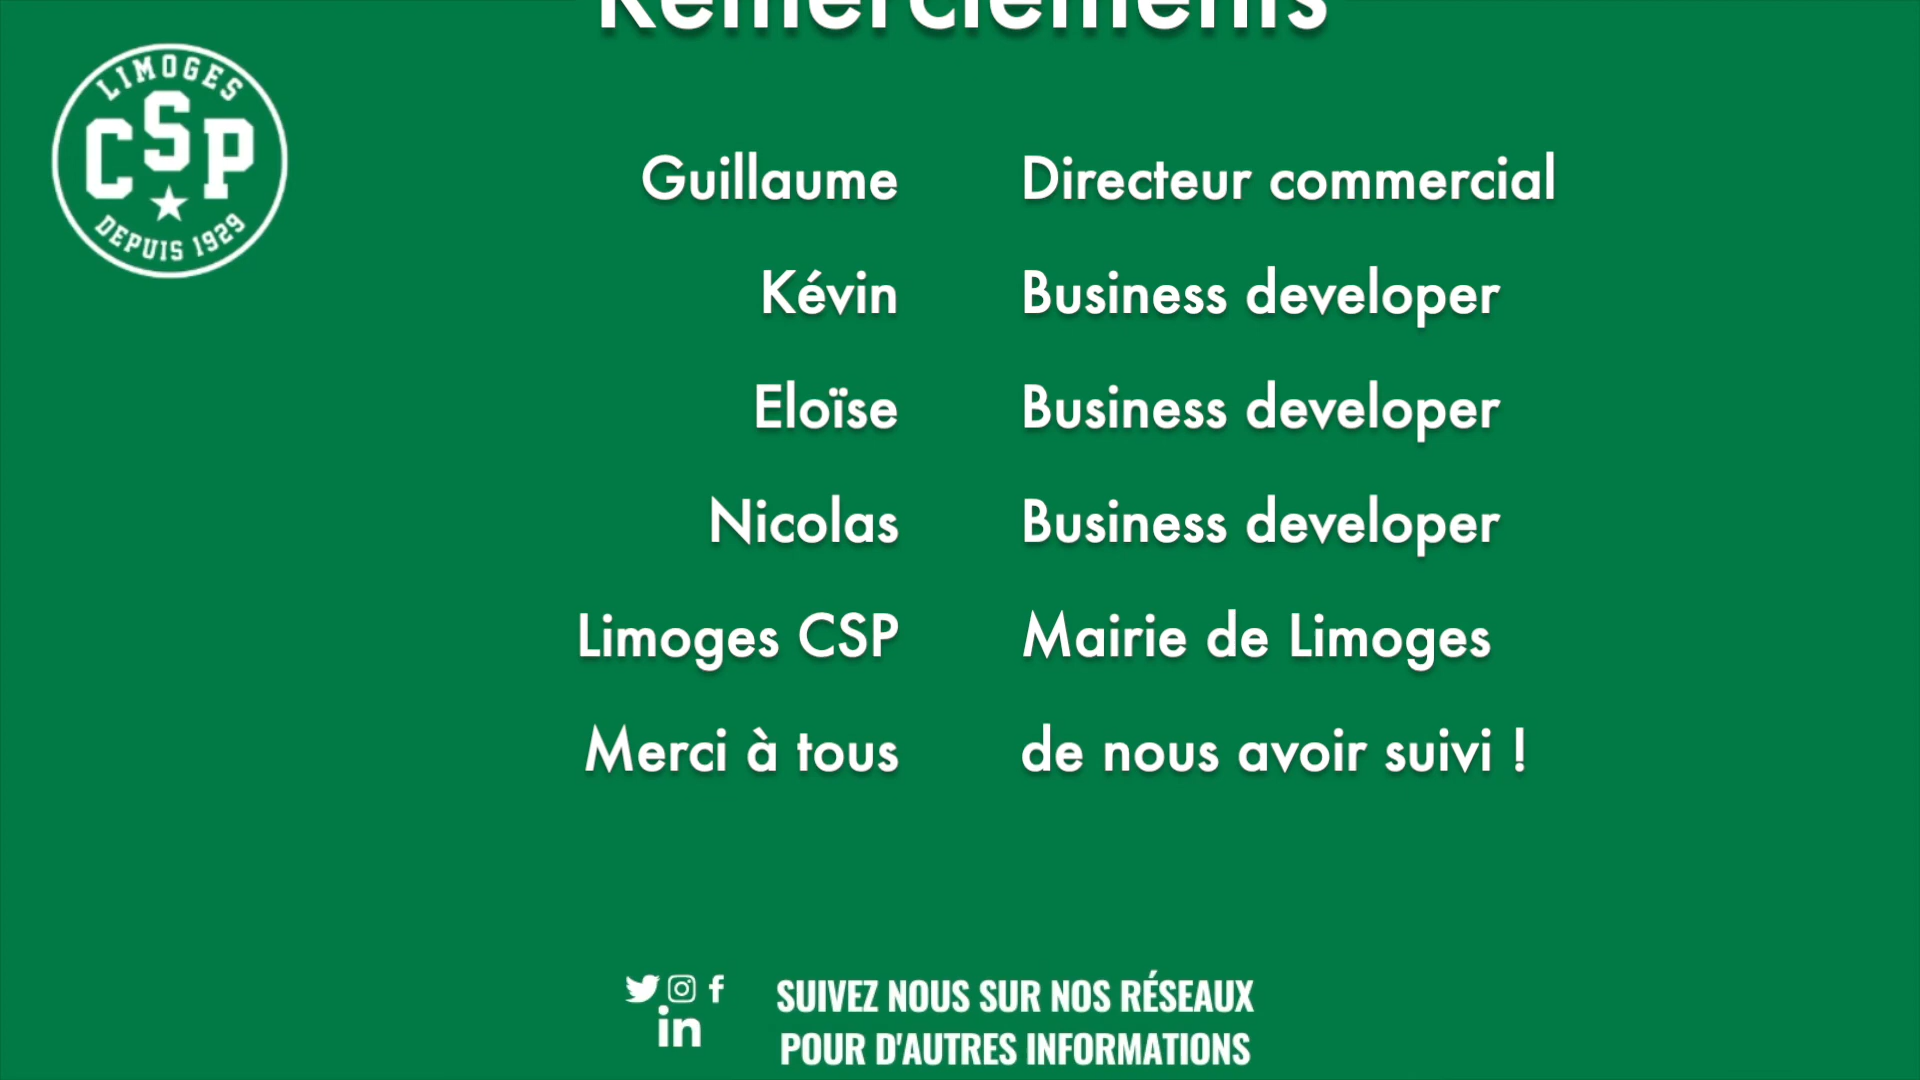 Remerciements
LIMOGES
CSP
DEPUIS 1929
Guillaume Directeur commercial
Kévin Business developer
Eloïse Business developer
Nicolas Business developer
Limoges CSP Mairie de Limoges
Merci à tous de nous avoir suivi !
SUIVEZ NOUS SUR NOS RÉSEAUX
POUR D'AUTRES INFORMATIONS